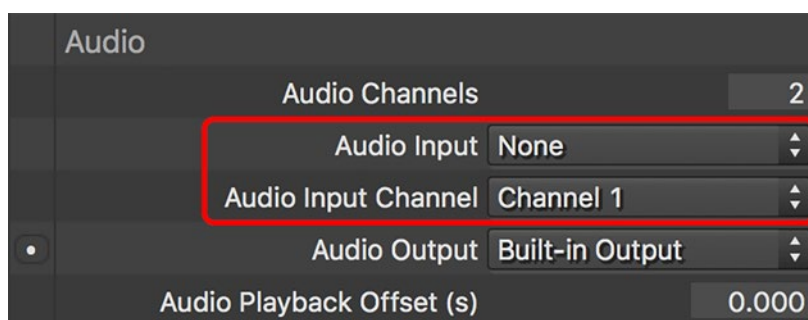 Audio
Audio Channels 2
Audio Input None
Audio Input Channel Channel 1
Audio Output Built-in Output
Audio Playback Offset (s) 0.000